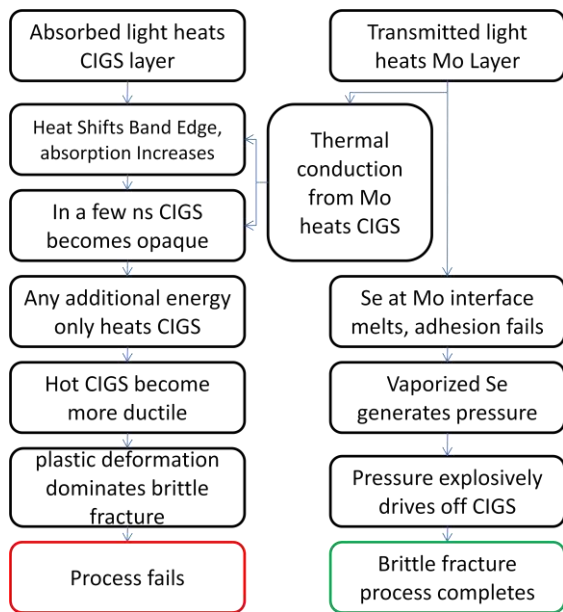 Absorbed light heats
CIGS layer
Heat Shifts Band Edge,
absorption Increases
In a few ns CIGS
becomes opaque
Any additional energy
only heats CIGS
Hot CIGS become
more ductile
plastic deformation
dominates brittle
fracture
Process fails
Transmitted light
heats Mo Layer
Thermal
conduction
from Mo
heats CIGS
Se at Mo interface
melts, adhesion fails
Vaporized Se
generates pressure
Pressure explosively
drives off CIGS
Brittle fracture
process completes